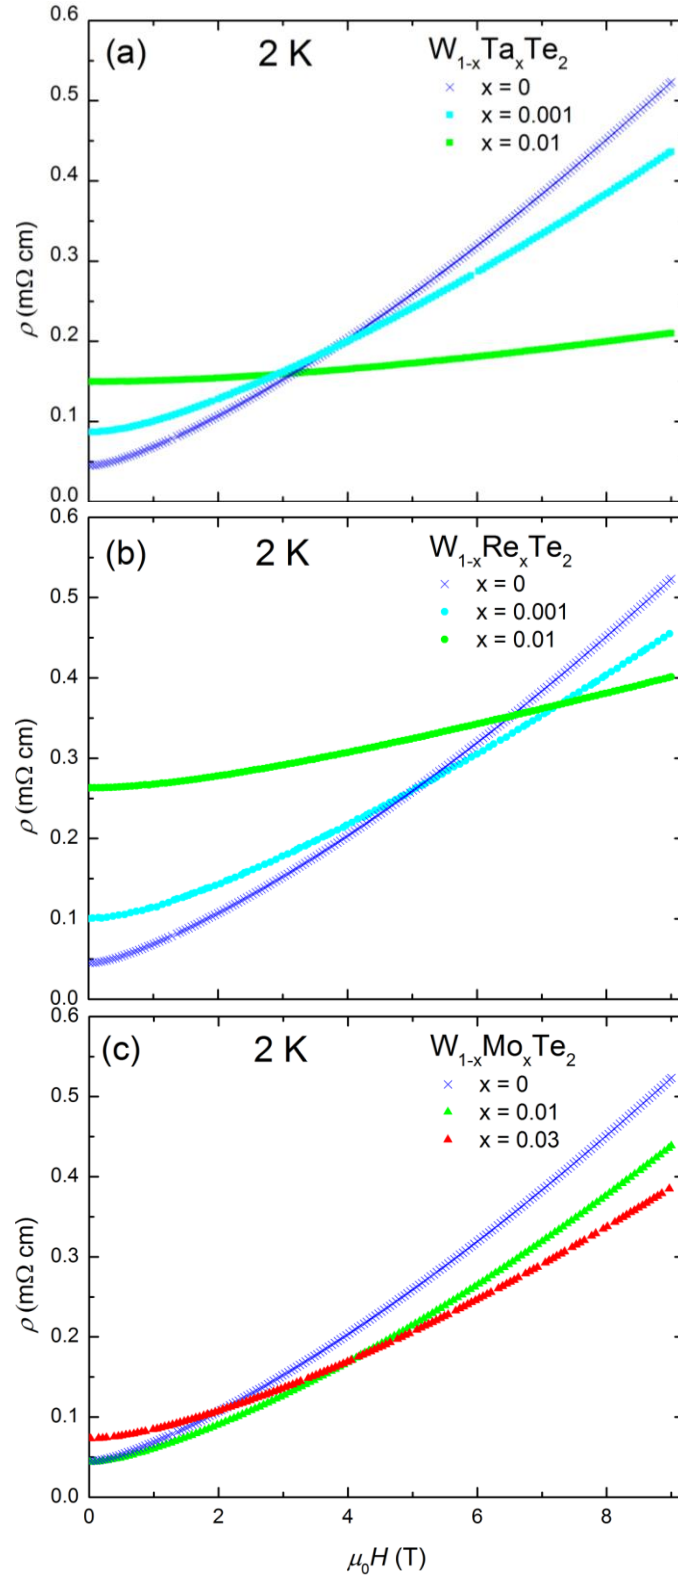 (a)
2 K
W₁₋ₓTaₓTe₂
x = 0
x = 0.001
x = 0.01
0.6
0.5
0.4
0.3
0.2
0.1
0.0
ρ (mΩ cm)
(b)
2 K
W₁₋ₓReₓTe₂
x = 0
x = 0.001
x = 0.01
0.6
0.5
0.4
0.3
0.2
0.1
0.0
ρ (mΩ cm)
(c)
2 K
W₁₋ₓMoₓTe₂
x = 0
x = 0.01
x = 0.03
0.6
0.5
0.4
0.3
0.2
0.1
0.0
ρ (mΩ cm)
0 2 4 6 8
μ₀H (T)